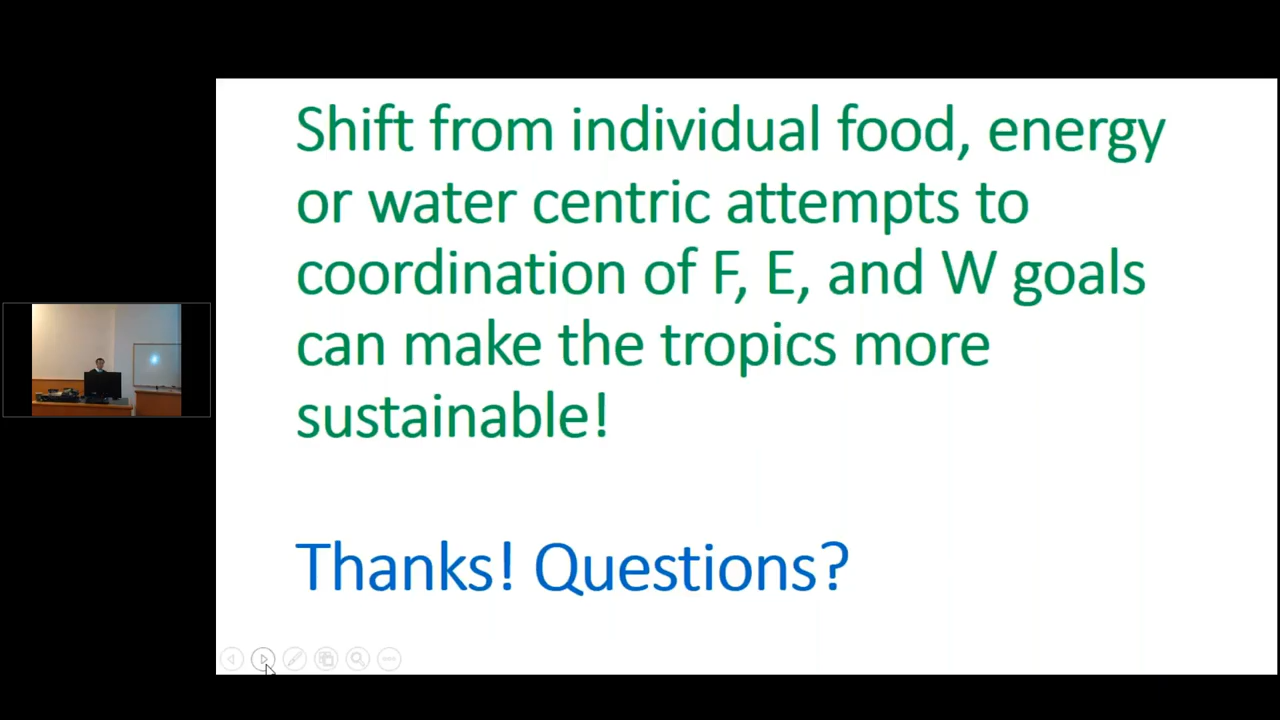 Shift from individual food, energy
or water centric attempts to
coordination of F, E, and W goals
can make the tropics more
sustainable!
Thanks! Questions?